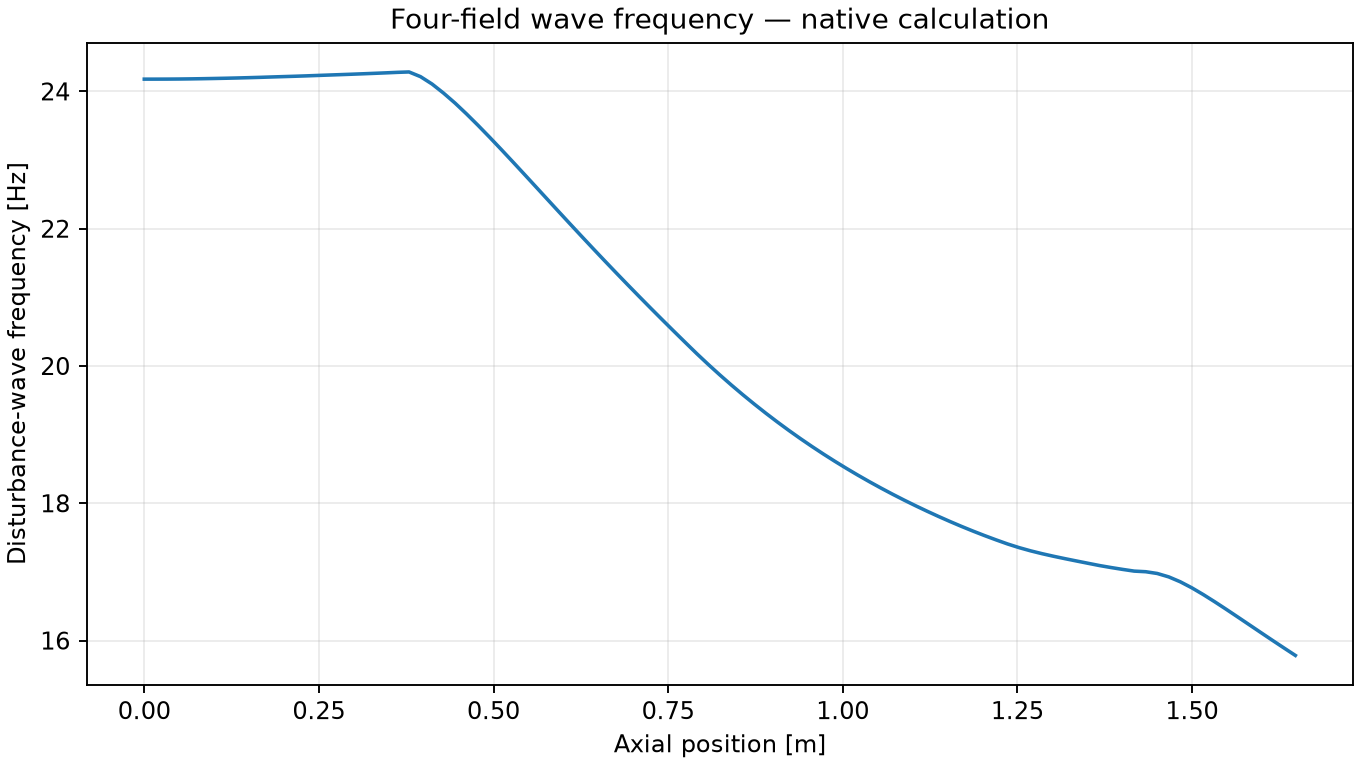 Four-field wave frequency — native calculation
Disturbance-wave frequency [Hz]
24
22
20
18
16
0.00 0.25 0.50 0.75 1.00 1.25 1.50
Axial position [m]